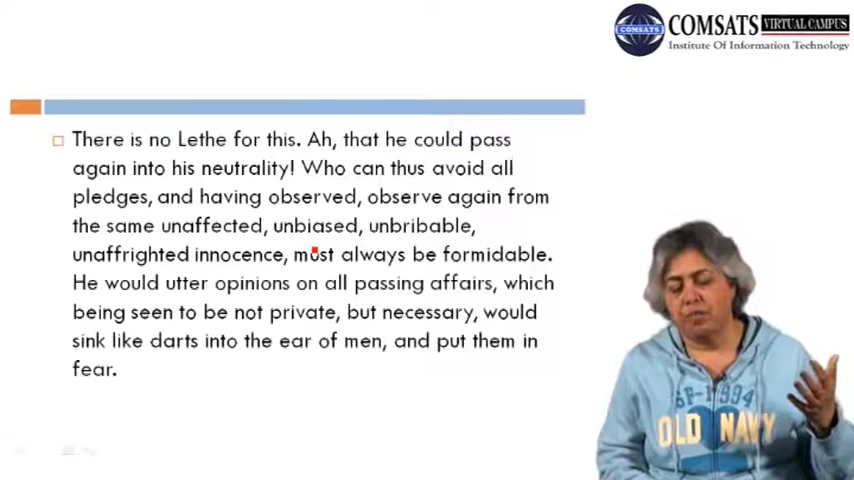 COMSATS VIRTUAL CAMPUS
Institute Of Information Technology
COMSATS
There is no Lethe for this. Ah, that he could pass
again into his neutrality! Who can thus avoid all
pledges, and having observed, observe again from
the same unaffected, unbiased, unbribable,
unaffrighted innocence, must always be formidable.
He would utter opinions on all passing affairs, which
being seen to be not private, but necessary, would
sink like darts into the ear of men, and put them in
fear.
SF-1994
OLD NAVY